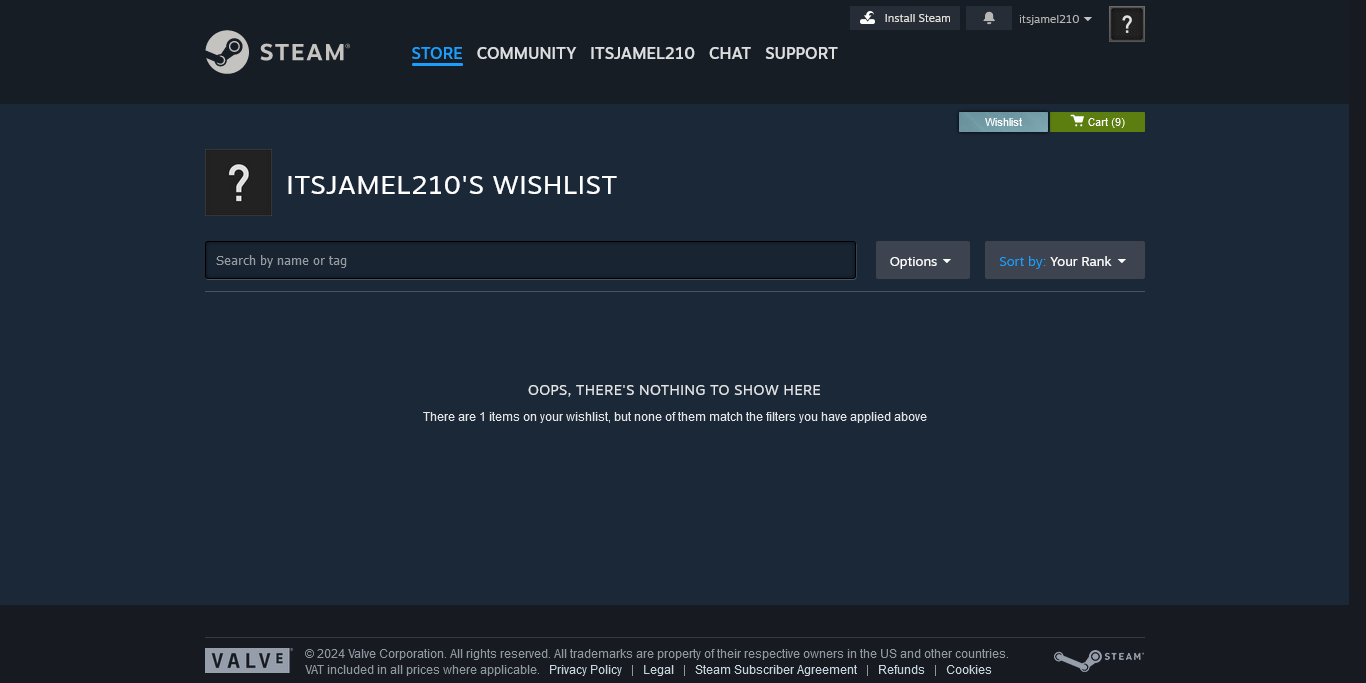 Install Steam
itsjamel210
STEAM®
STORE COMMUNITY ITSJAMEL210 CHAT SUPPORT
Wishlist
Cart (9)
ITSJAMEL210'S WISHLIST
Search by name or tag
Options
Sort by: Your Rank
OOPS, THERE'S NOTHING TO SHOW HERE
There are 1 items on your wishlist, but none of them match the filters you have applied above
VALVE
© 2024 Valve Corporation. All rights reserved. All trademarks are property of their respective owners in the US and other countries.
VAT included in all prices where applicable. Privacy Policy | Legal | Steam Subscriber Agreement | Refunds | Cookies
STEAM